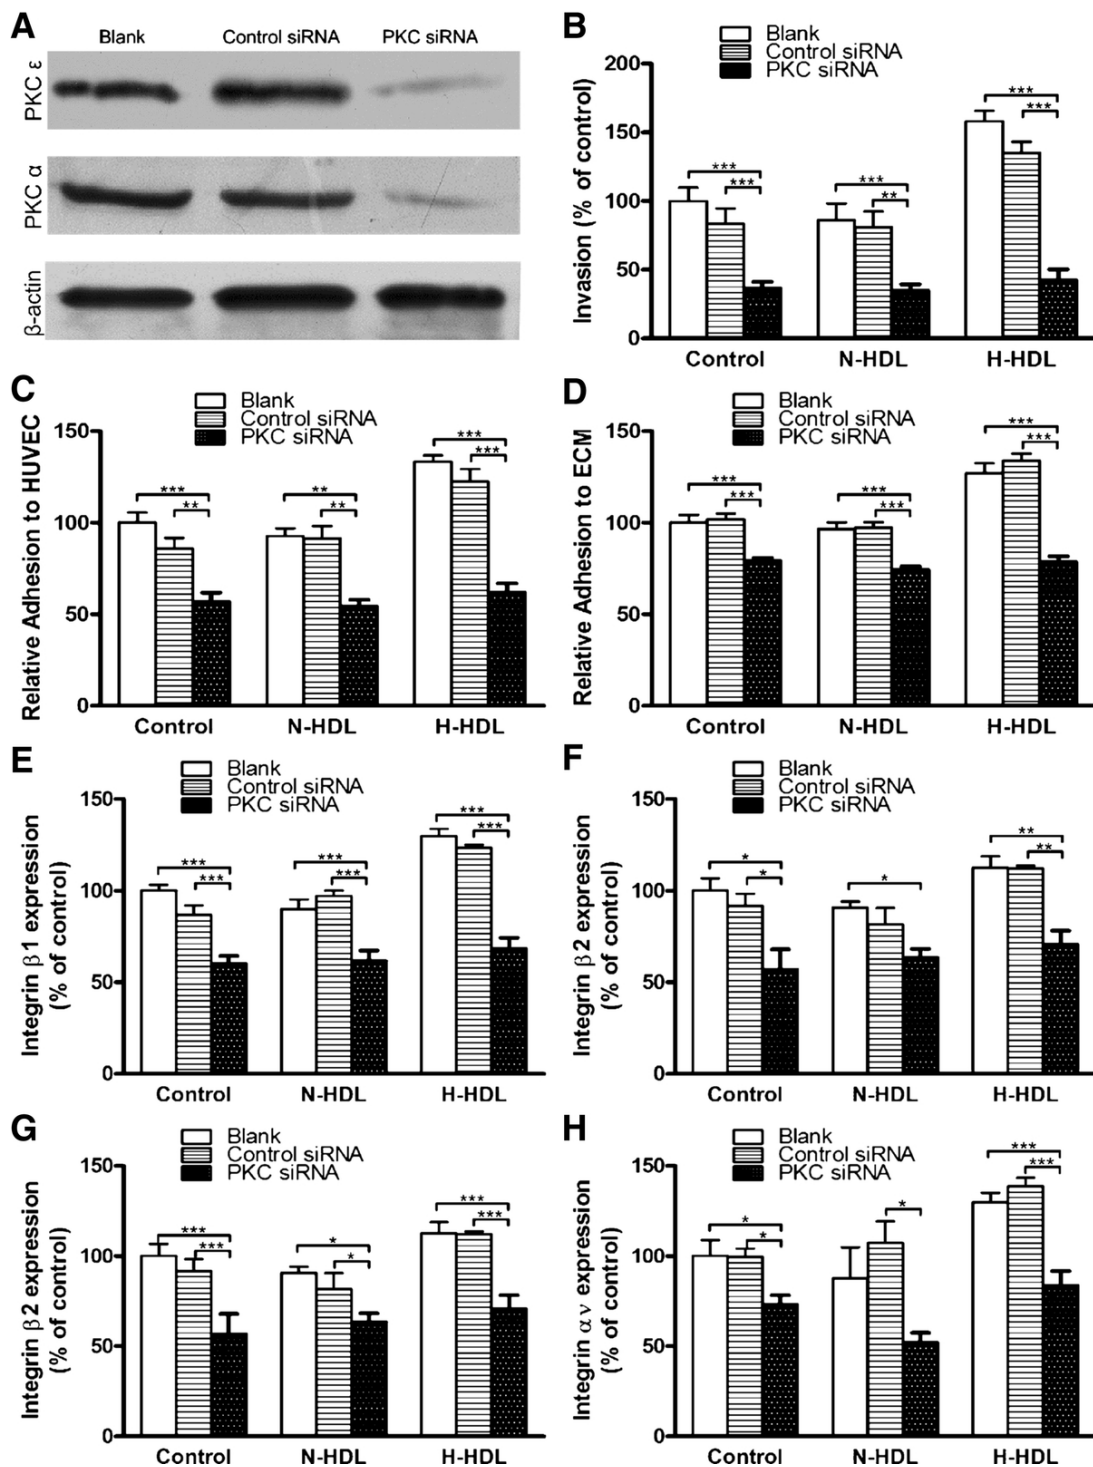 A
Blank Control siRNA PKC siRNA
PKC ε
PKC α
β-actin
B
Blank
Control siRNA
PKC siRNA
Invasion (% of control)
200
150
100
50
0
*** *** *** ** *** ***
Control N-HDL H-HDL
C
Blank
Control siRNA
PKC siRNA
Relative Adhesion to HUVEC
150
100
50
0
*** ** ** ** *** ***
Control N-HDL H-HDL
D
Blank
Control siRNA
PKC siRNA
Relative Adhesion to ECM
150
100
50
0
*** *** *** *** *** ***
Control N-HDL H-HDL
E
Blank
Control siRNA
PKC siRNA
Integrin β1 expression
(% of control)
150
100
50
0
*** *** *** *** *** ***
Control N-HDL H-HDL
F
Blank
Control siRNA
PKC siRNA
Integrin β2 expression
(% of control)
150
100
50
0
* * * ** **
Control N-HDL H-HDL
G
Blank
Control siRNA
PKC siRNA
Integrin β2 expression
(% of control)
150
100
50
0
*** *** * * *** ***
Control N-HDL H-HDL
H
Blank
Control siRNA
PKC siRNA
Integrin αν expression
(% of control)
150
100
50
0
* * * *** ***
Control N-HDL H-HDL